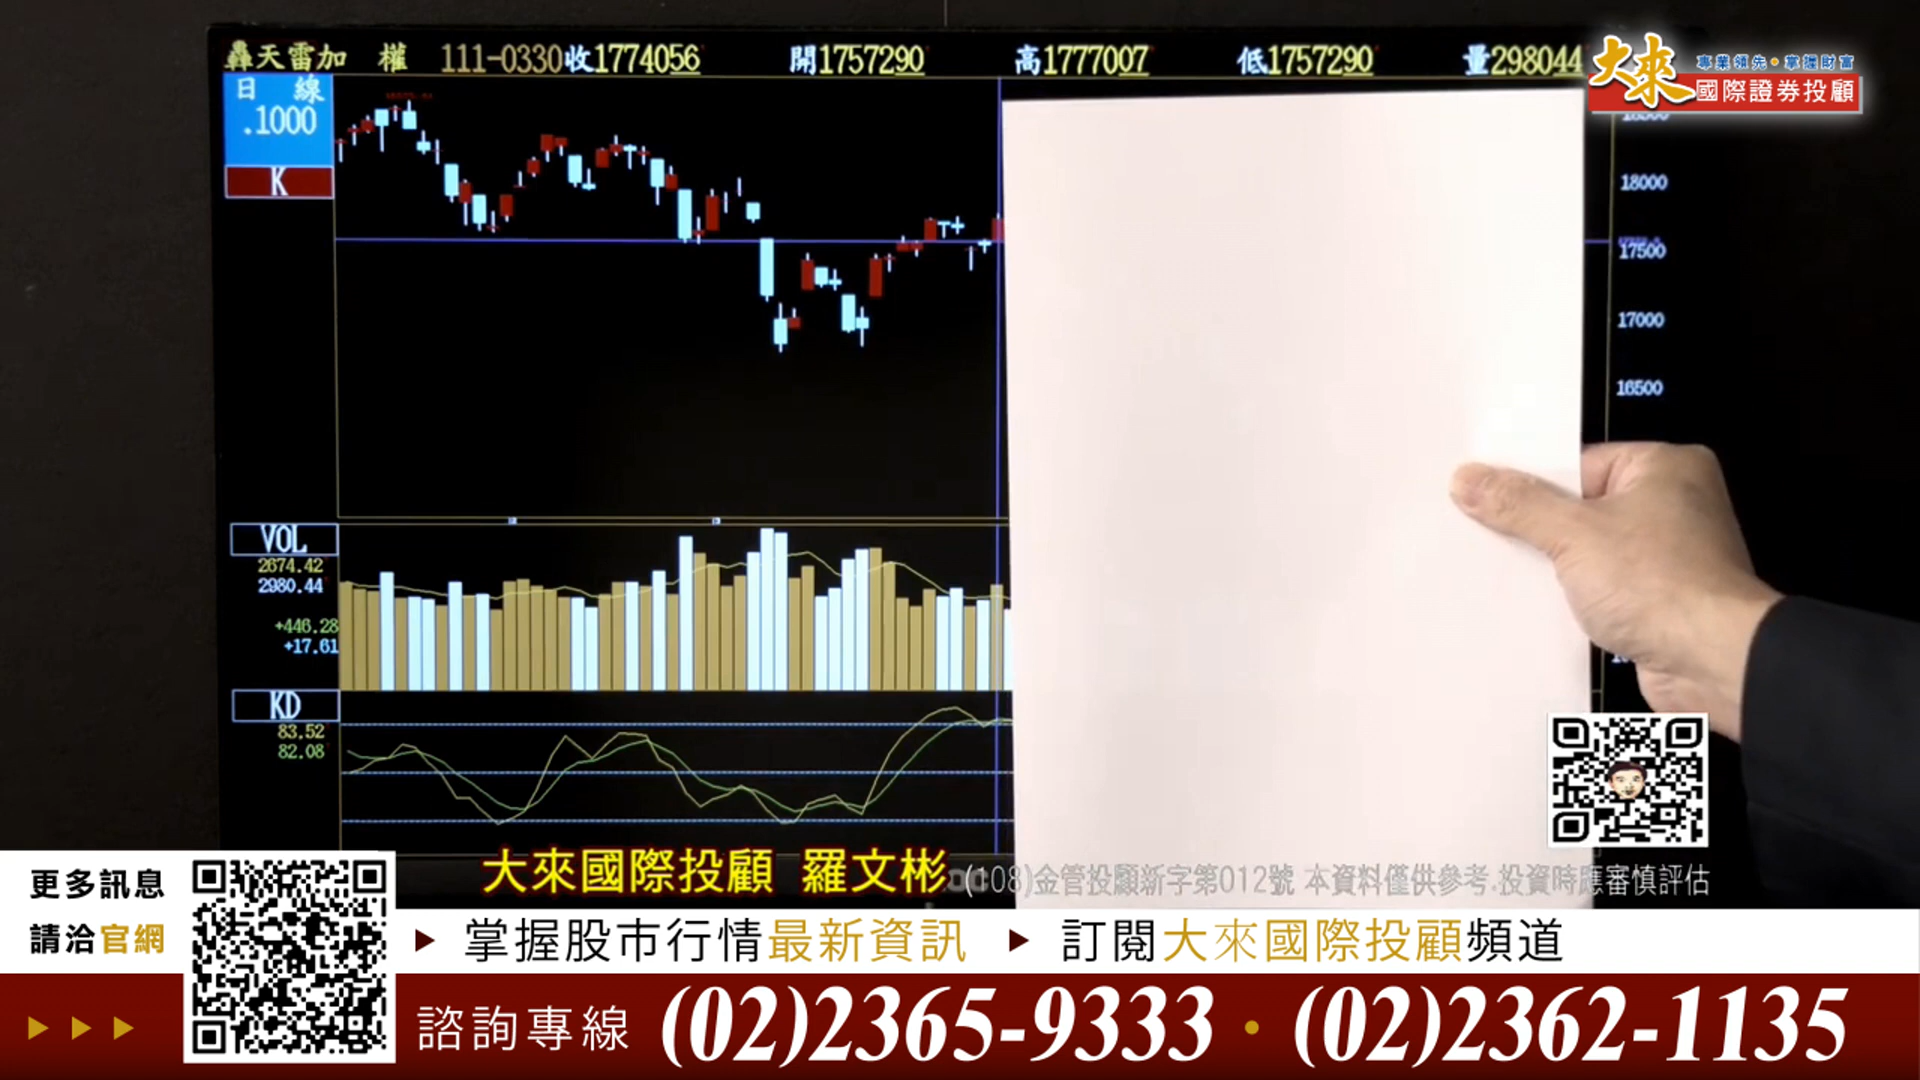 轟天雷加 權 111-0330收1774056 開1757290 高1777007 低1757290 量298044
大來 專業領先•掌握財富
國際證券投顧
日 線
.1000
K
18000
17500
17000
16500
VOL
2674.42
2980.44
+446.28
+17.61
KD
83.52
82.08
大來國際投顧 羅文彬
(108)金管投顧新字第012號 本資料僅供參考.投資時應審慎評估
更多訊息
請洽官網
掌握股市行情最新資訊 訂閱大來國際投顧頻道
諮詢專線 (02)2365-9333•(02)2362-1135